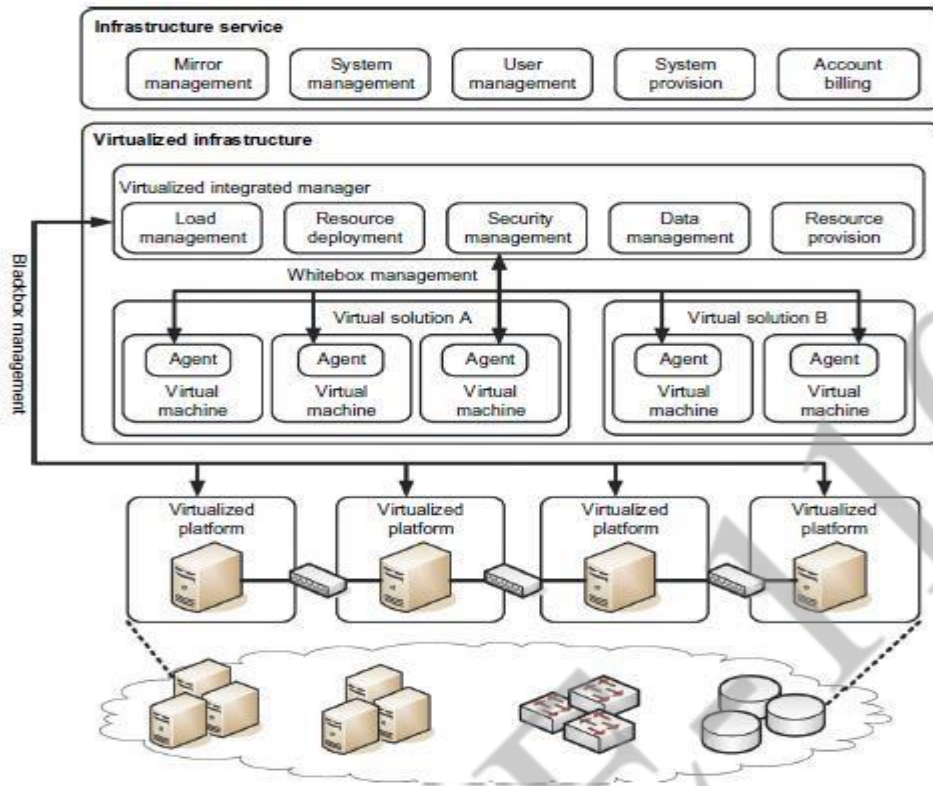 Infrastructure service
Mirror
management
System
management
User
management
System
provision
Account
billing
Virtualized infrastructure
Virtualized integrated manager
Load
management
Resource
deployment
Security
management
Data
management
Resource
provision
Blackbox management
Whitebox management
Virtual solution A
Agent
Virtual
machine
Agent
Virtual
machine
Agent
Virtual
machine
Virtual solution B
Agent
Virtual
machine
Agent
Virtual
machine
Virtualized
platform
Virtualized
platform
Virtualized
platform
Virtualized
platform